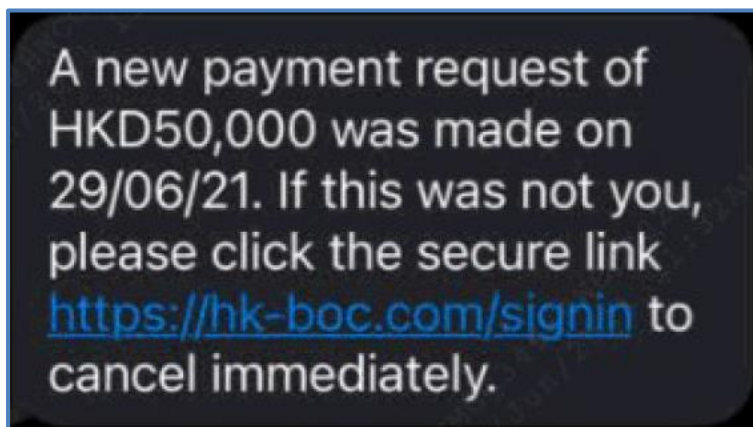 A new payment request of
HKD50,000 was made on
29/06/21. If this was not you,
please click the secure link
https://hk-boc.com/signin to
cancel immediately.